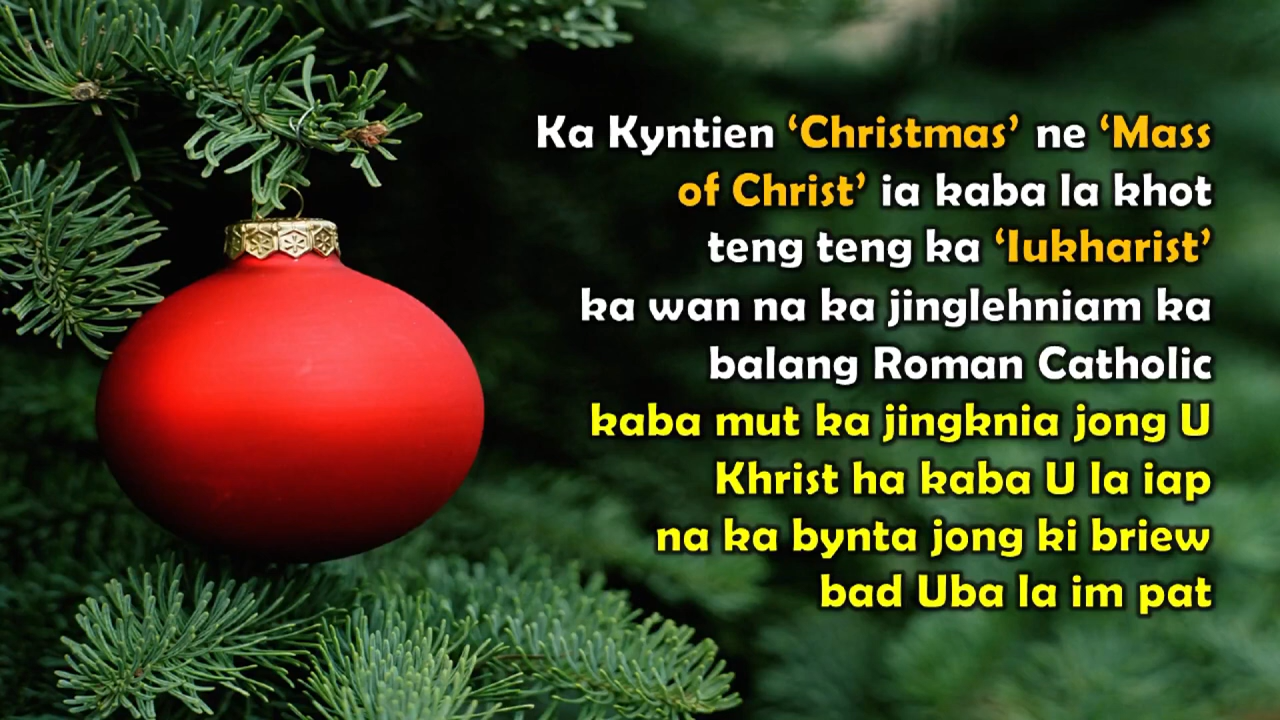 Ka Kyntien ‘Christmas’ ne ‘Mass
of Christ’ ia kaba la khot
teng teng ka ‘Iukharist’
ka wan na ka jinglehniam ka
balang Roman Catholic
kaba mut ka jingknia jong U
Khrist ha kaba U la iap
na ka bynta jong ki briew
bad Uba la im pat